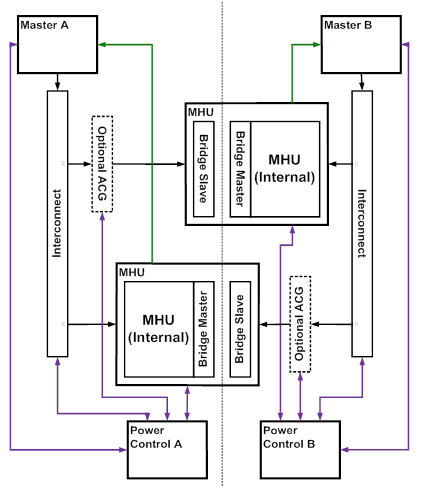 Master A
Master B
MHU
Optional ACG
Bridge Slave
Bridge Master
MHU
(Internal)
Interconnect
Interconnect
MHU
MHU
(Internal)
Bridge Master
Bridge Slave
Optional ACG
Power
Control A
Power
Control B